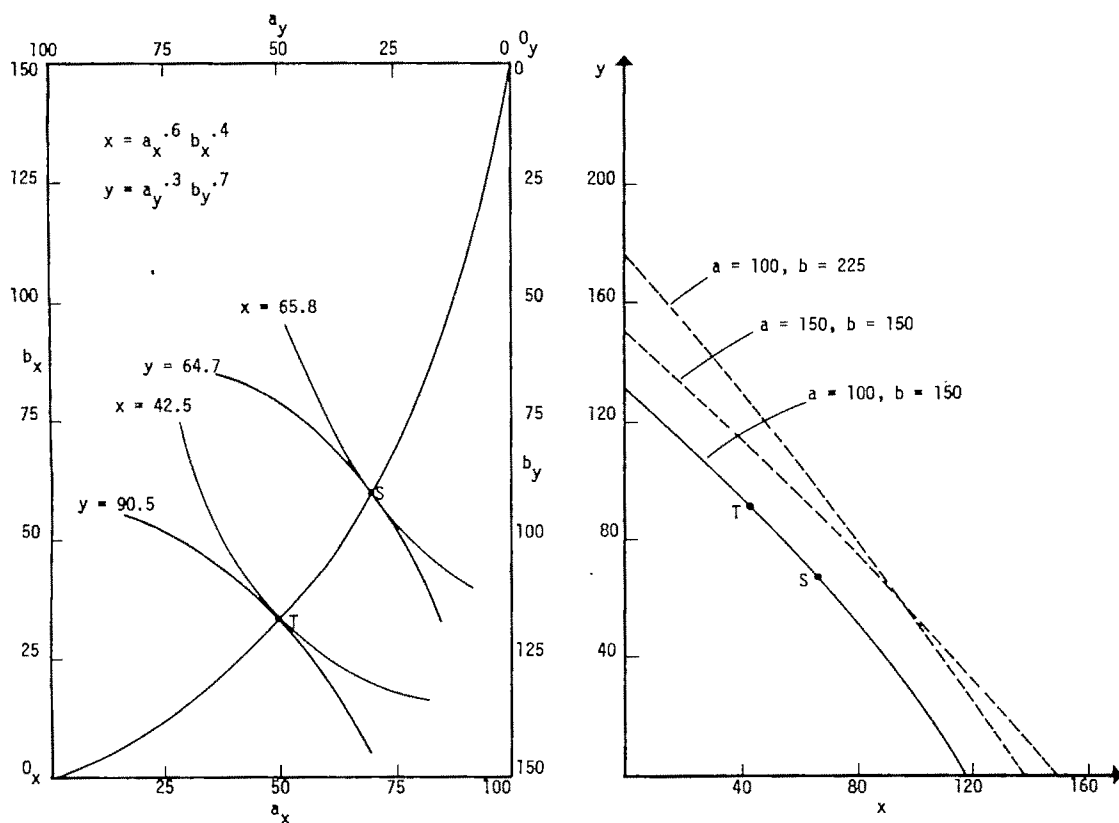 a_y
100 75 50 25 0 O_y
150 0
x = a_x^.6 b_x^.4
y = a_y^.3 b_y^.7
125 25
100 50
x = 65.8
b_x
y = 64.7
x = 42.5
75 75
b_y
S
y = 90.5
50 100
T
25 125
O_x 150
25 50 75 100
a_x
y
200
a = 100, b = 225
160
a = 150, b = 150
a = 100, b = 150
120
T
80
S
40
40 80 120 160
x